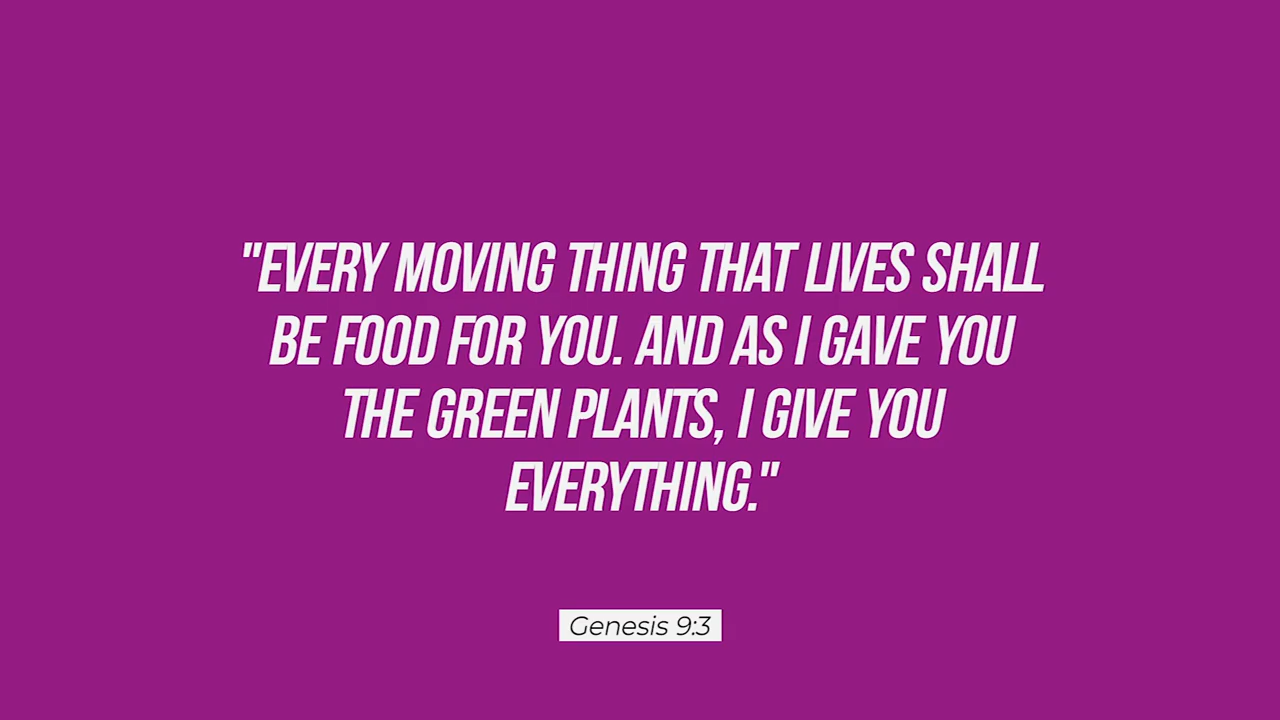 "EVERY MOVING THING THAT LIVES SHALL
BE FOOD FOR YOU. AND AS I GAVE YOU
THE GREEN PLANTS, I GIVE YOU
EVERYTHING."
Genesis 9:3